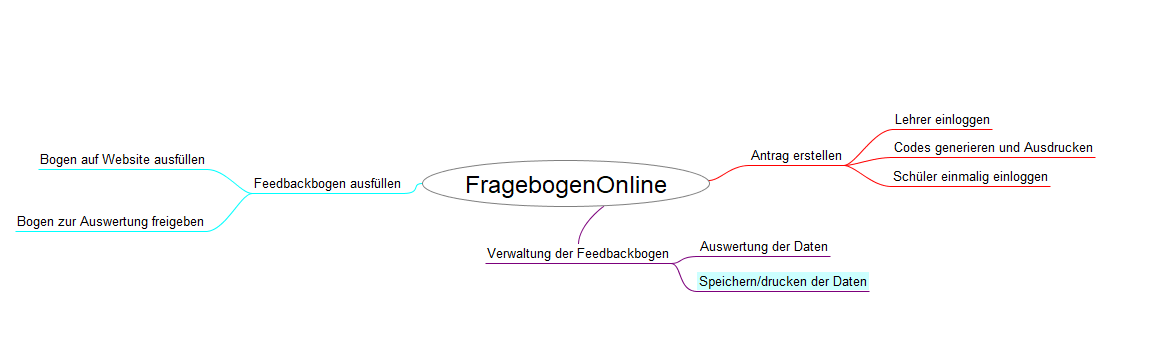 FragebogenOnline
Antrag erstellen
Lehrer einloggen
Codes generieren und Ausdrucken
Schüler einmalig einloggen
Feedbackbogen ausfüllen
Bogen auf Website ausfüllen
Bogen zur Auswertung freigeben
Verwaltung der Feedbackbogen
Auswertung der Daten
Speichern/drucken der Daten